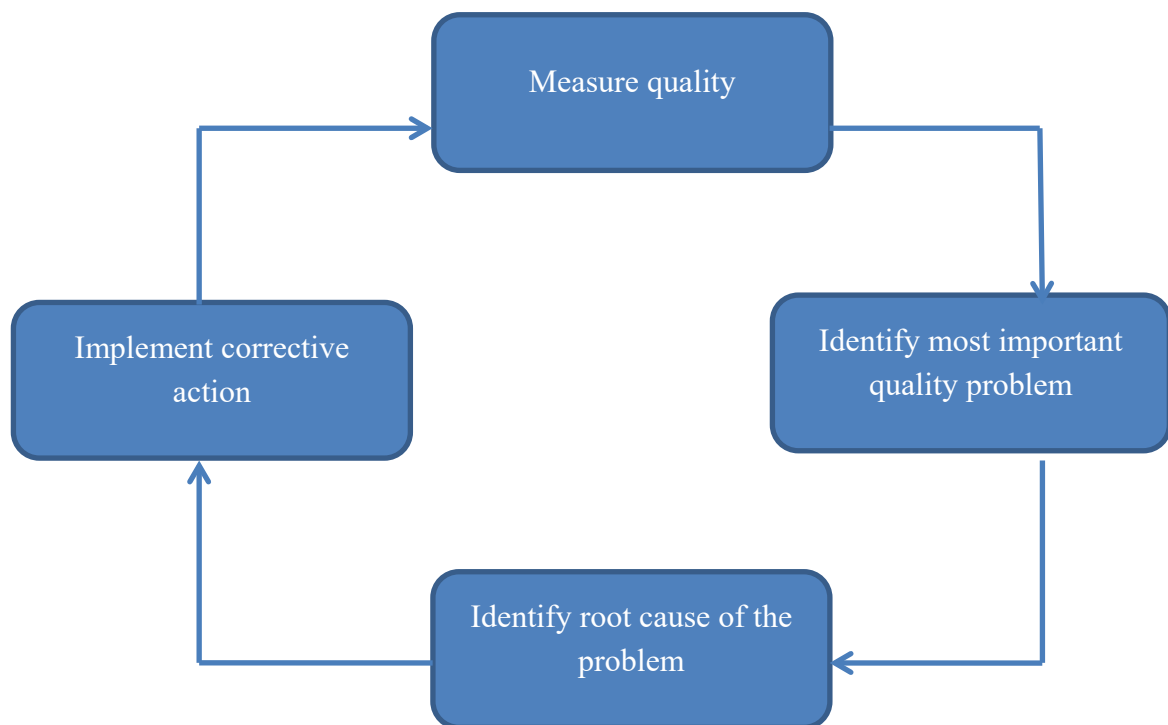 Measure quality
Identify most important
quality problem
Identify root cause of the
problem
Implement corrective
action